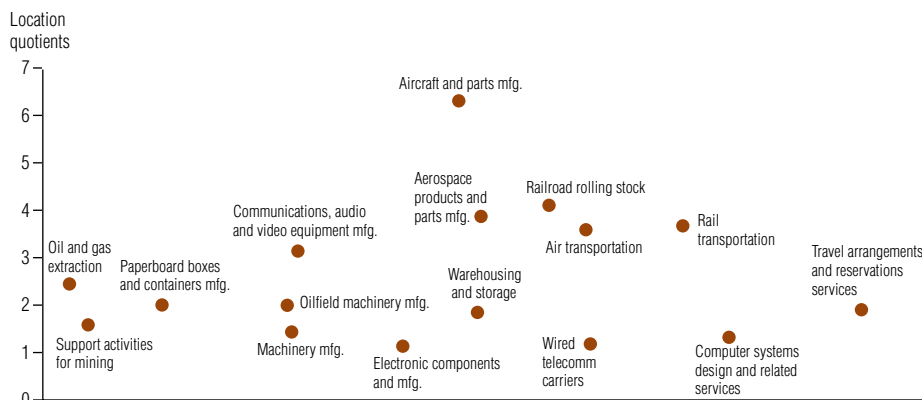 Location
quotients
7
6
5
4
3
2
1
0
Aircraft and parts mfg.
Aerospace
products and
parts mfg.
Railroad rolling stock
Air transportation
Rail
transportation
Communications, audio
and video equipment mfg.
Oil and gas
extraction
Paperboard boxes
and containers mfg.
Oilfield machinery mfg.
Warehousing
and storage
Travel arrangements
and reservations
services
Support activities
for mining
Machinery mfg.
Electronic components
and mfg.
Wired
telecomm
carriers
Computer systems
design and related
services